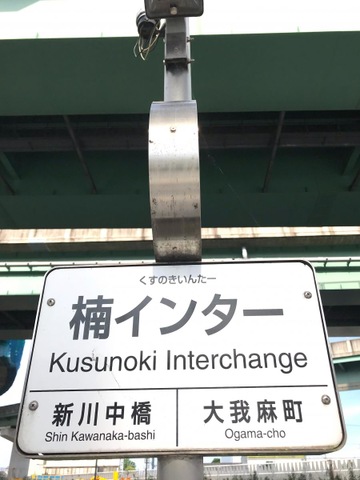 くすのきいんたー
楠インター
Kusunoki Interchange
新川中橋
Shin Kawanaka-bashi
大我麻町
Ogama-cho